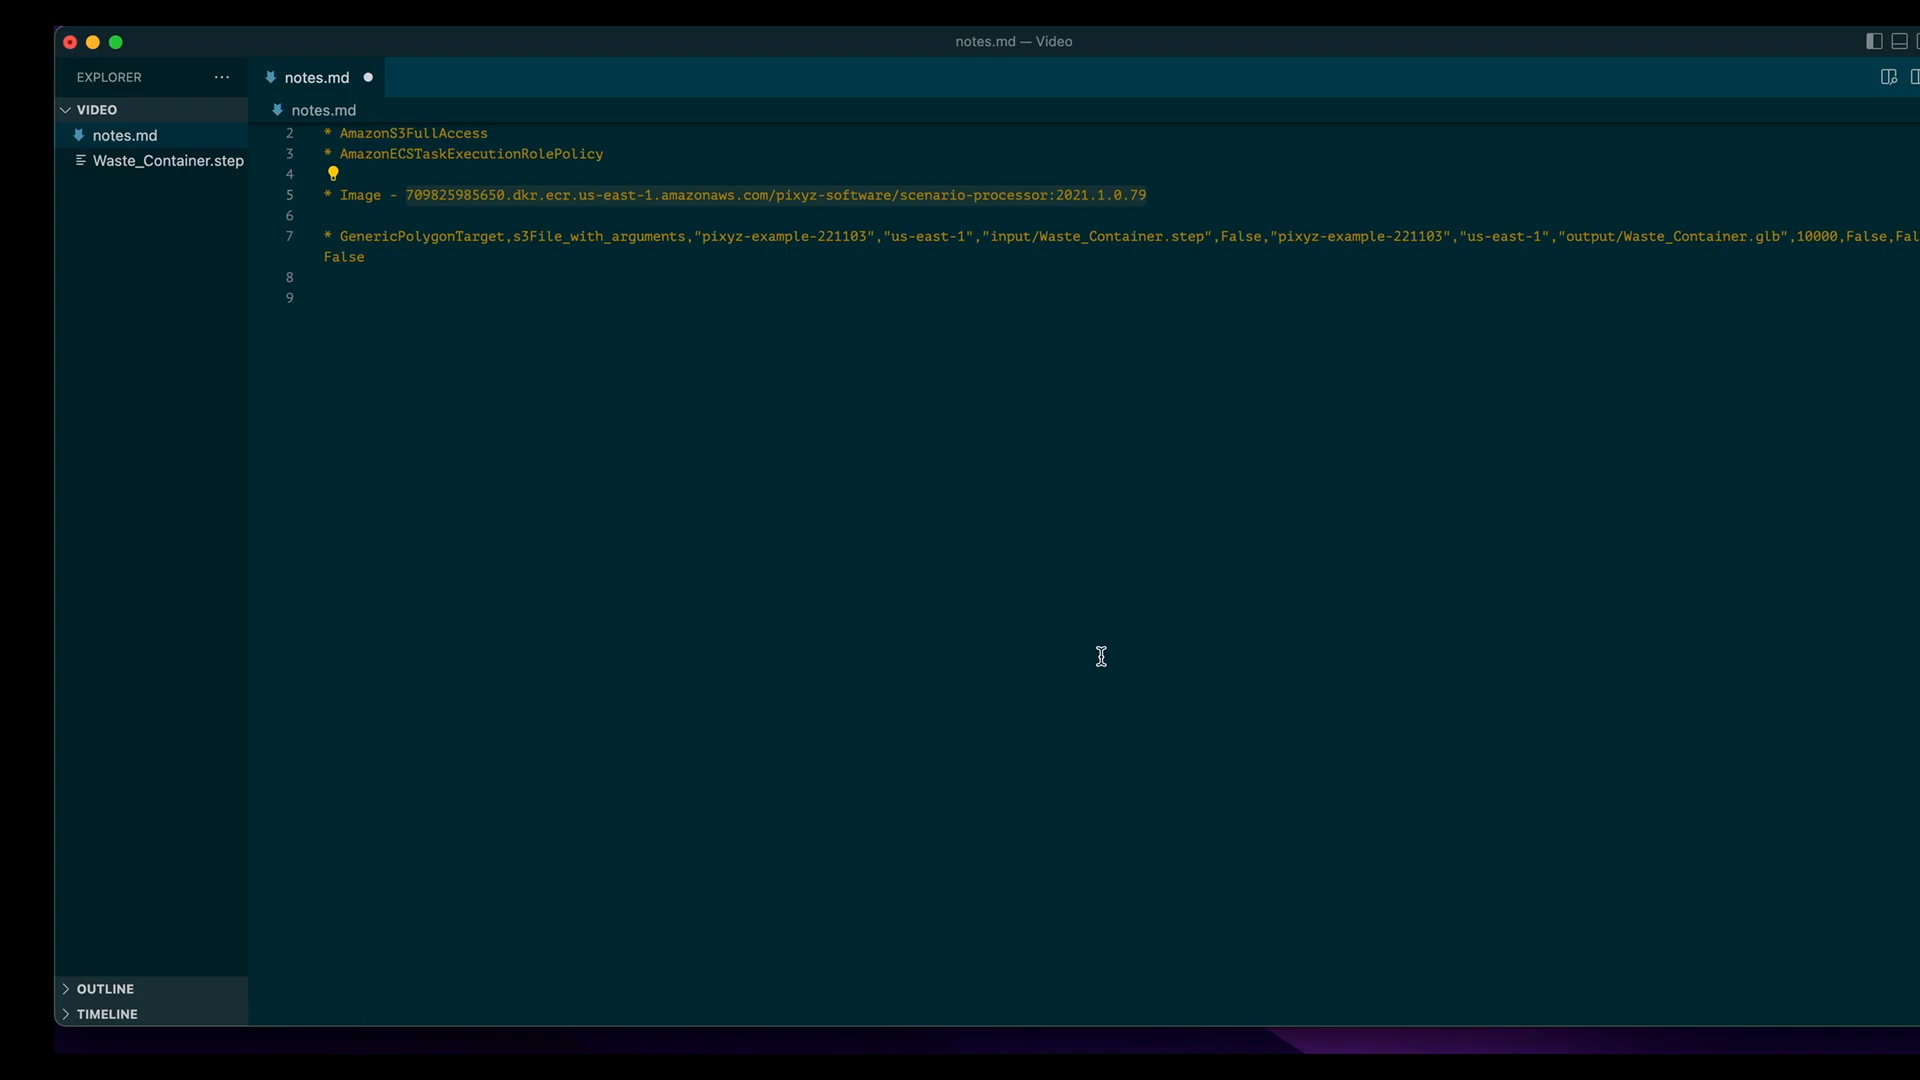 notes.md — Video
EXPLORER ···
notes.md
VIDEO
notes.md
notes.md
Waste_Container.step
2 * AmazonS3FullAccess
3 * AmazonECSTaskExecutionRolePolicy
4
5 * Image - 709825985650.dkr.ecr.us-east-1.amazonaws.com/pixyz-software/scenario-processor:2021.1.0.79
6
7 * GenericPolygonTarget,s3File_with_arguments,"pixyz-example-221103","us-east-1","input/Waste_Container.step",False,"pixyz-example-221103","us-east-1","output/Waste_Container.glb",10000,False,Fal
False
8
9
OUTLINE
TIMELINE